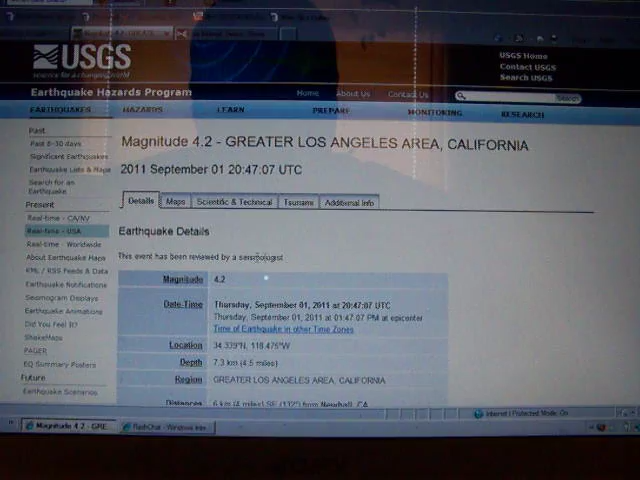 USGS
science for a changing world
USGS Home
Contact USGS
Search USGS
Earthquake Hazards Program
Home About Us Contact Us Search
EARTHQUAKES HAZARDS LEARN PREPARE MONITORING RESEARCH
Past
Past 8-30 days
Significant Earthquakes
Earthquake Lists & Maps
Search for an
Earthquake
Present
Real-time - CA/NV
Real-time - USA
Real-time - Worldwide
About Earthquake Maps
KML / RSS Feeds & Data
Earthquake Notifications
Seismogram Displays
Earthquake Animations
Did You Feel It?
ShakeMaps
PAGER
EQ Summary Posters
Future
Earthquake Scenarios
Magnitude 4.2 - GREATER LOS ANGELES AREA, CALIFORNIA
2011 September 01 20:47:07 UTC
Details Maps Scientific & Technical Tsunami Additional Info
Earthquake Details
This event has been reviewed by a seismologist
Magnitude 4.2
Date-Time Thursday, September 01, 2011 at 20:47:07 UTC
Thursday, September 01, 2011 at 01:47:07 PM at epicenter
Time of Earthquake in other Time Zones
Location 34.339°N, 118.475°W
Depth 7.3 km (4.5 miles)
Region GREATER LOS ANGELES AREA, CALIFORNIA
Distances 6 km (4 miles) SE (132°) from Newhall, CA
Internet | Protected Mode: On
Magnitude 4.2 - GRE...
FlashChat - Windows Inte...